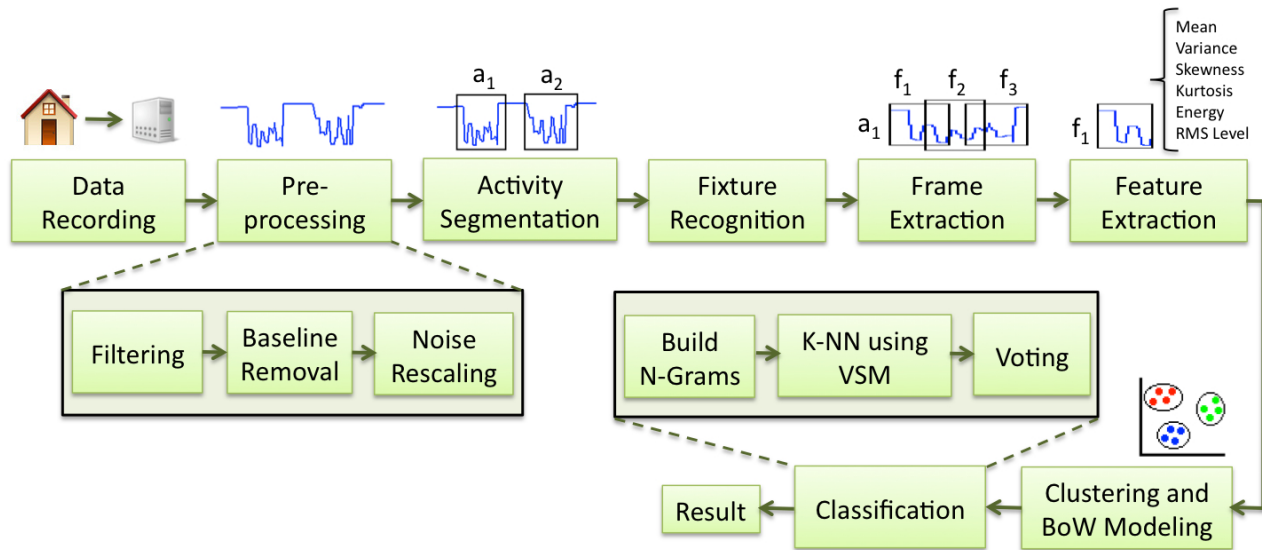 Mean
Variance
Skewness
Kurtosis
Energy
RMS Level
a1
a2
f1 f2 f3
a1
f1
Data
Recording
Pre-
processing
Activity
Segmentation
Fixture
Recognition
Frame
Extraction
Feature
Extraction
Filtering
Baseline
Removal
Noise
Rescaling
Build
N-Grams
K-NN using
VSM
Voting
Clustering and
BoW Modeling
Classification
Result